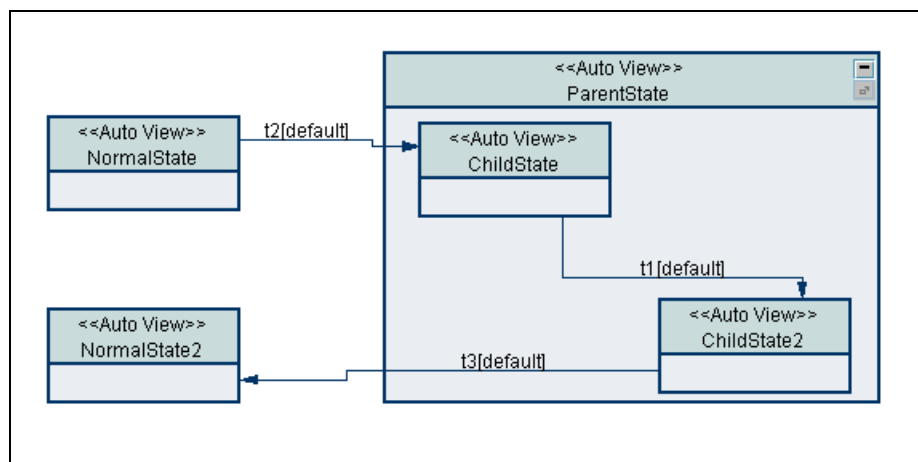 <<Auto View>>
ParentState
<<Auto View>>
NormalState
t2[default]
<<Auto View>>
ChildState
t1[default]
<<Auto View>>
ChildState2
<<Auto View>>
NormalState2
t3[default]